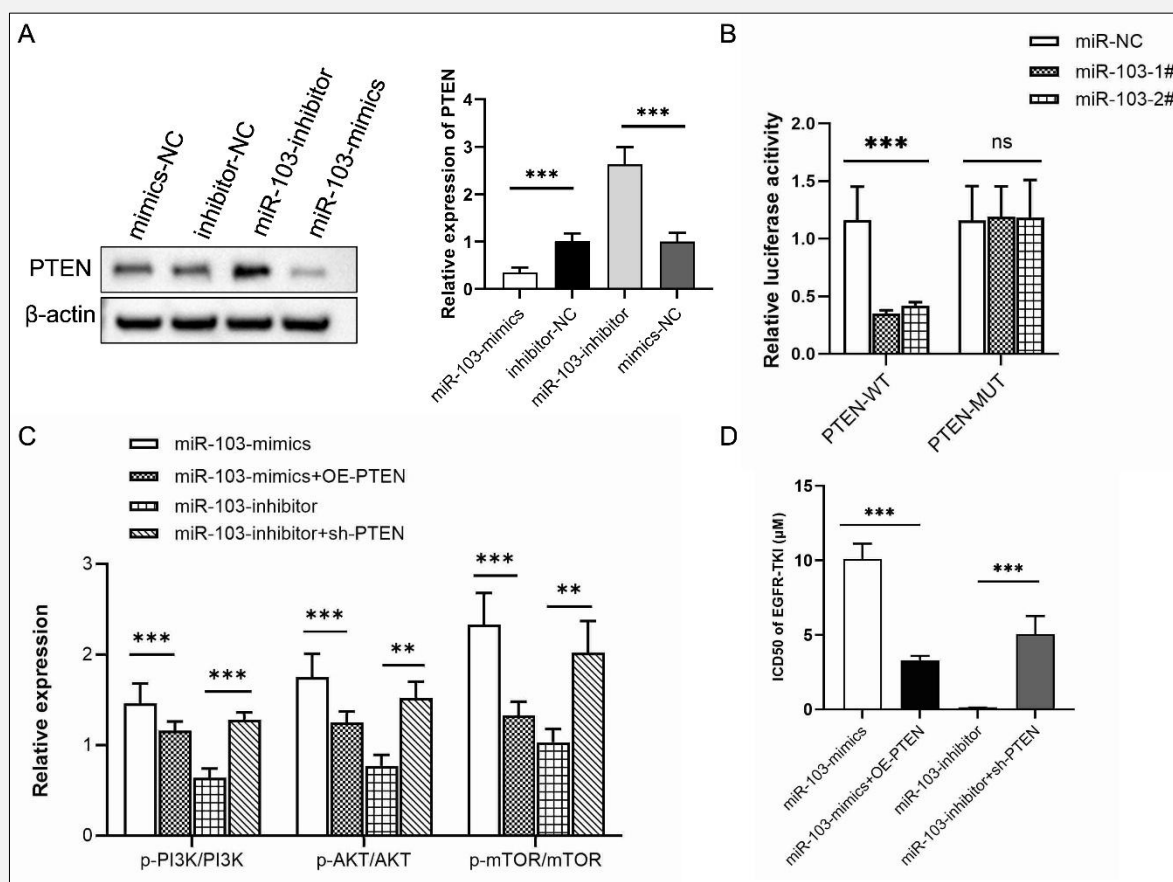 A
mimics-NC
inhibitor-NC
miR-103-inhibitor
miR-103-mimics
PTEN
β-actin
Relative expression of PTEN
4
3
2
1
0
***
***
miR-103-mimics
inhibitor-NC
miR-103-inhibitor
mimics-NC
B
miR-NC
miR-103-1#
miR-103-2#
Relative luciferase acitivity
2.0
1.5
1.0
0.5
0.0
***
ns
PTEN-WT
PTEN-MUT
C
miR-103-mimics
miR-103-mimics+OE-PTEN
miR-103-inhibitor
miR-103-inhibitor+sh-PTEN
Relative expression
3
2
1
0
***
***
***
**
***
**
p-PI3K/PI3K
p-AKT/AKT
p-mTOR/mTOR
D
ICD50 of EGFR-TKI (μM)
15
10
5
0
***
***
miR-103-mimics
miR-103-mimics+OE-PTEN
miR-103-inhibitor
miR-103-inhibitor+sh-PTEN